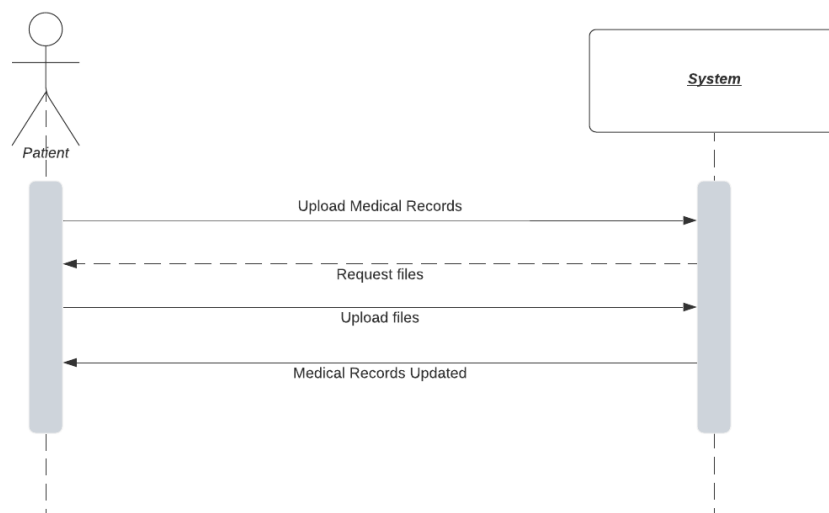 System
Patient
Upload Medical Records
Request files
Upload files
Medical Records Updated